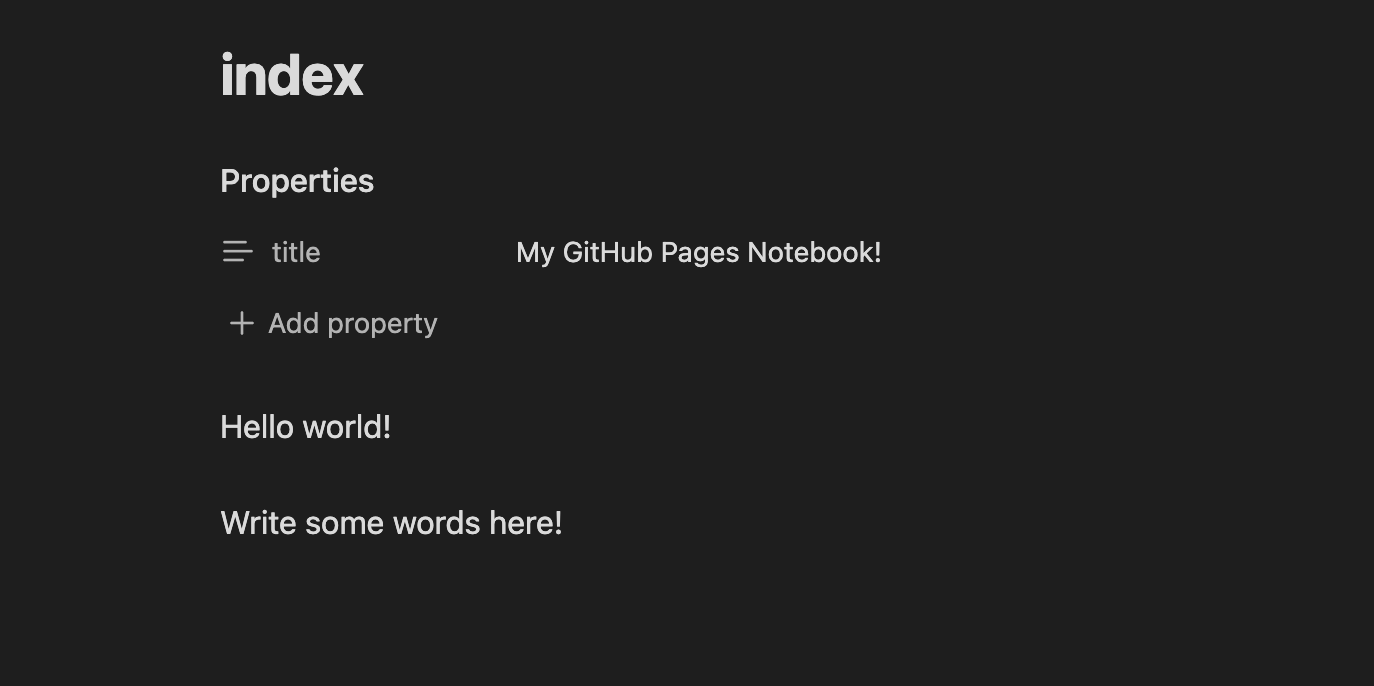 index
Properties
title My GitHub Pages Notebook!
Add property
Hello world!
Write some words here!